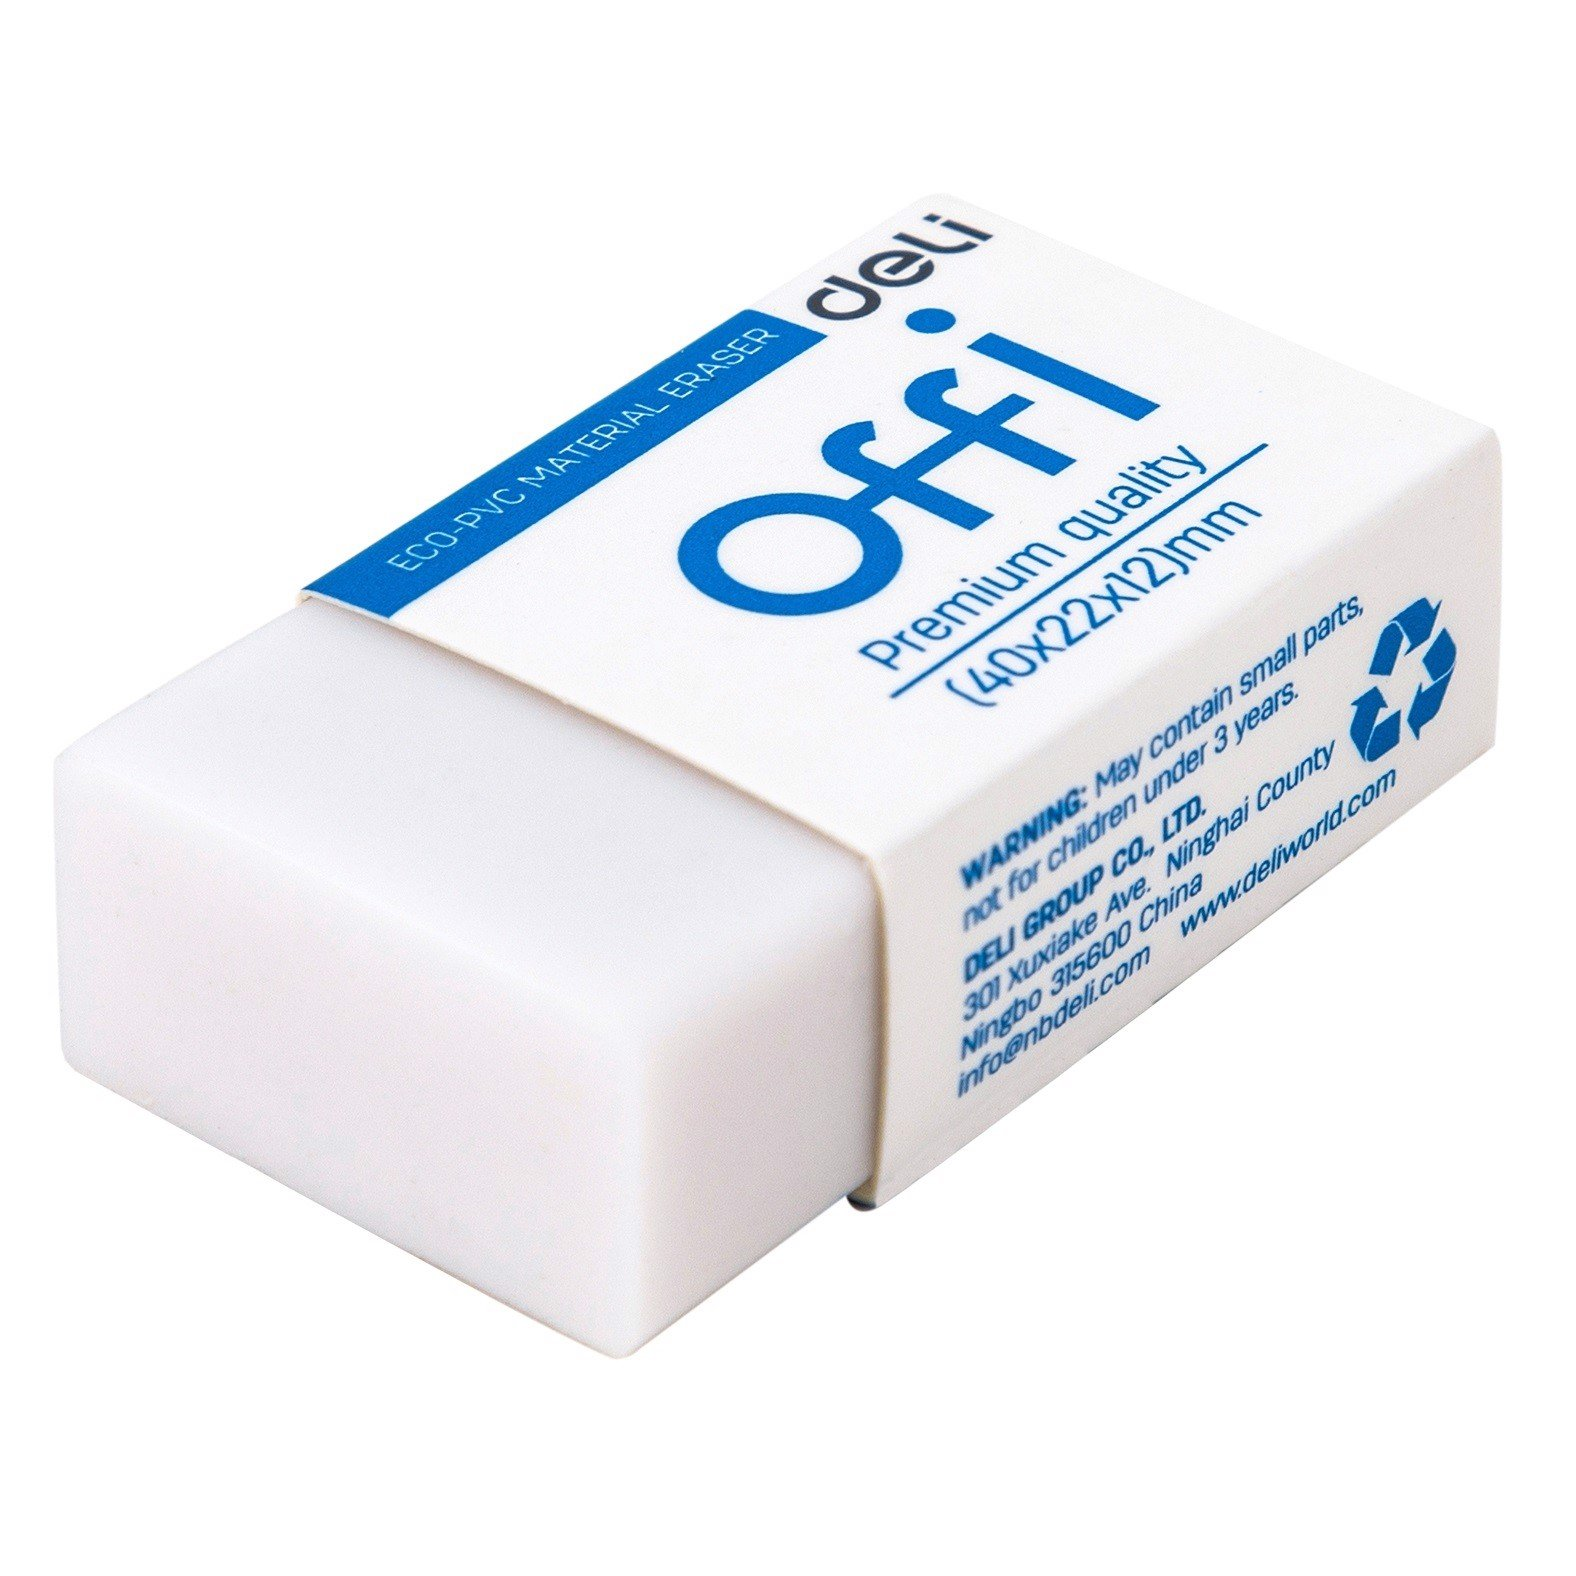 deli
ECO-PVC MATERIAL ERASER
Offi
Premium quality
(40x22x12)mm
WARNING: May contain small parts,
not for children under 3 years.
DELI GROUP CO., LTD.
301 Xuxiake Ave. Ninghai County
Ningbo 315600 China
info@nbdeli.com www.deliworld.com